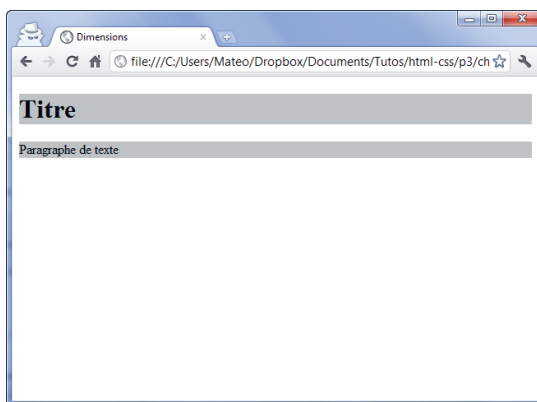 Dimensions
file:///C:/Users/Mateo/Dropbox/Documents/Tutos/html-css/p3/ch
Titre
Paragraphe de texte